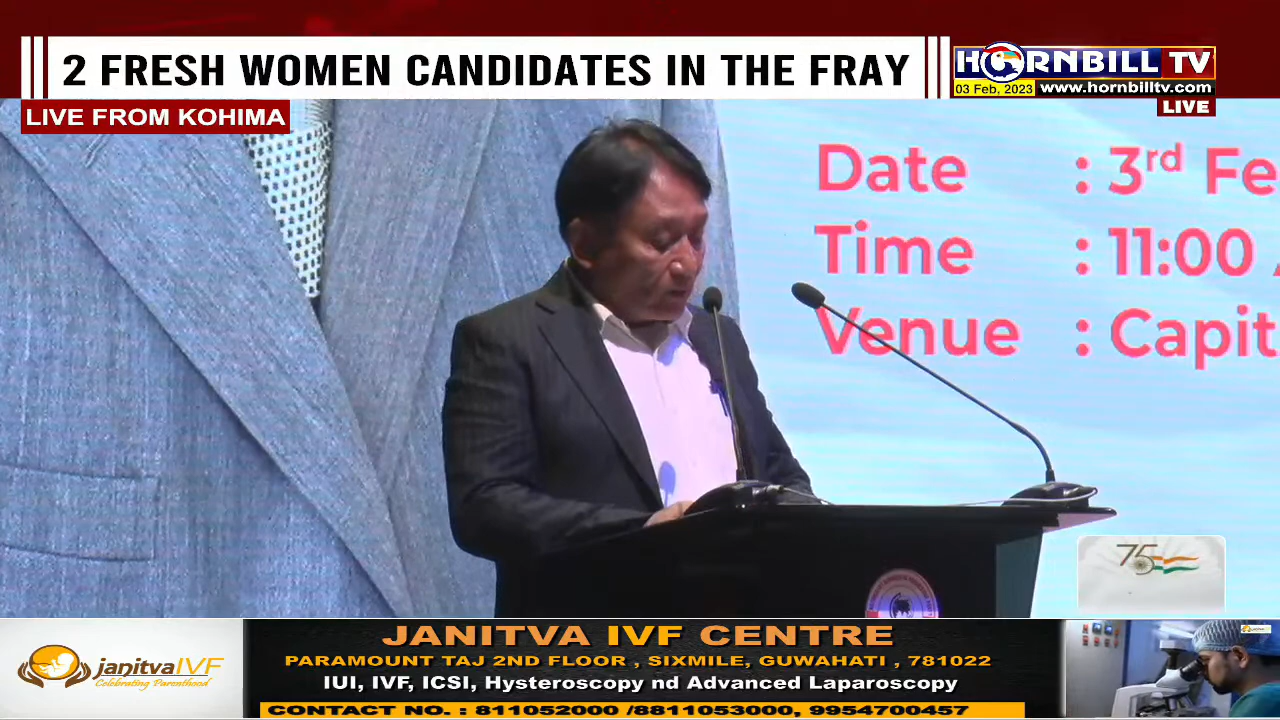 2 FRESH WOMEN CANDIDATES IN THE FRAY
HORNBILL TV
03 Feb, 2023 www.hornbilltv.com
LIVE
LIVE FROM KOHIMA
Date : 3rd Fe
Time : 11:00
Venue : Capit
75
janitvaIVF
Celebrating Parenthood
JANITVA IVF CENTRE
PARAMOUNT TAJ 2ND FLOOR , SIXMILE, GUWAHATI , 781022
IUI, IVF, ICSI, Hysteroscopy nd Advanced Laparoscopy
CONTACT NO. : 811052000 /8811053000, 9954700457